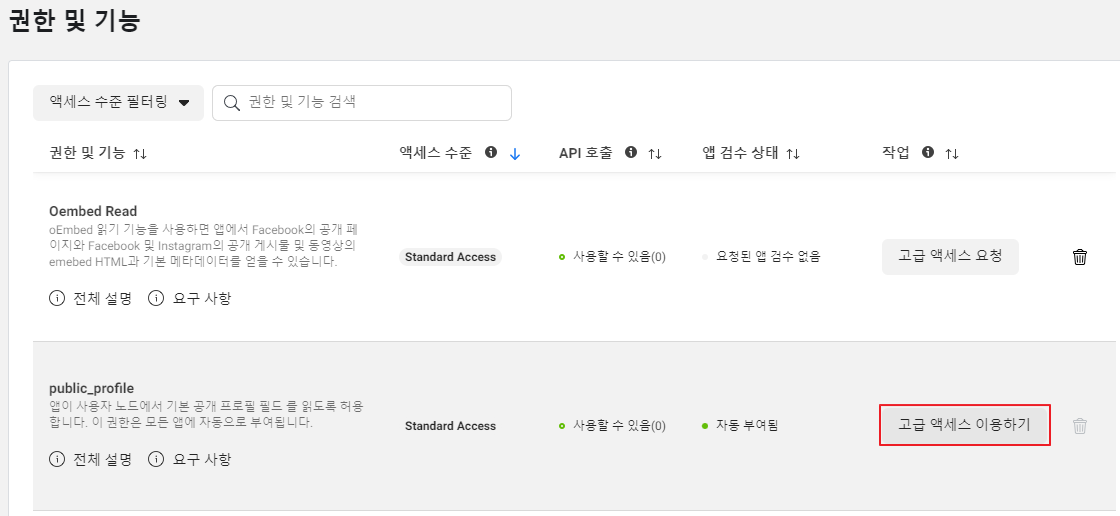 권한 및 기능
액세스 수준 필터링
권한 및 기능 검색
권한 및 기능 액세스 수준 API 호출 앱 검수 상태 작업
Oembed Read
oEmbed 읽기 기능을 사용하면 앱에서 Facebook의 공개 페
이지와 Facebook 및 Instagram의 공개 게시물 및 동영상의
emebed HTML과 기본 메타데이터를 얻을 수 있습니다.
Standard Access 사용할 수 있음(0) 요청된 앱 검수 없음 고급 액세스 요청
전체 설명 요구 사항
public_profile
앱이 사용자 노드에서 기본 공개 프로필 필드 를 읽도록 허용
합니다. 이 권한은 모든 앱에 자동으로 부여됩니다.
Standard Access 사용할 수 있음(0) 자동 부여됨 고급 액세스 이용하기
전체 설명 요구 사항